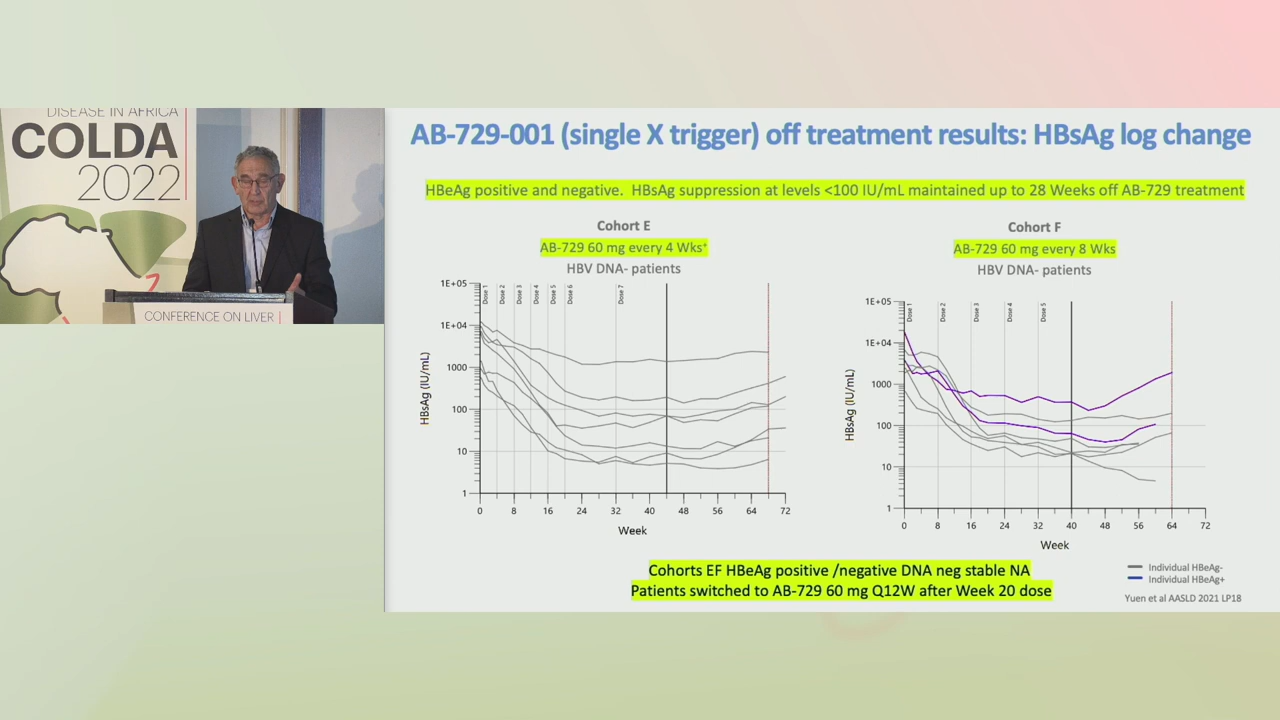 DISEASE IN AFRICA
COLDA
2022
CONFERENCE ON LIVER
AB-729-001 (single X trigger) off treatment results: HBsAg log change
HBeAg positive and negative. HBsAg suppression at levels <100 IU/mL maintained up to 28 Weeks off AB-729 treatment
Cohort E
AB-729 60 mg every 4 Wks*
HBV DNA- patients
HBsAg (IU/mL)
1E+05
1E+04
1000
100
10
1
Dose 1
Dose 2
Dose 3
Dose 4
Dose 5
Dose 6
Dose 7
0 8 16 24 32 40 48 56 64 72
Week
Cohort F
AB-729 60 mg every 8 Wks
HBV DNA- patients
HBsAg (IU/mL)
1E+05
1E+04
1000
100
10
1
Dose 1
Dose 2
Dose 3
Dose 4
Dose 5
0 8 16 24 32 40 48 56 64 72
Week
Cohorts EF HBeAg positive /negative DNA neg stable NA
Patients switched to AB-729 60 mg Q12W after Week 20 dose
Individual HBeAg-
Individual HBeAg+
Yuen et al AASLD 2021 LP18